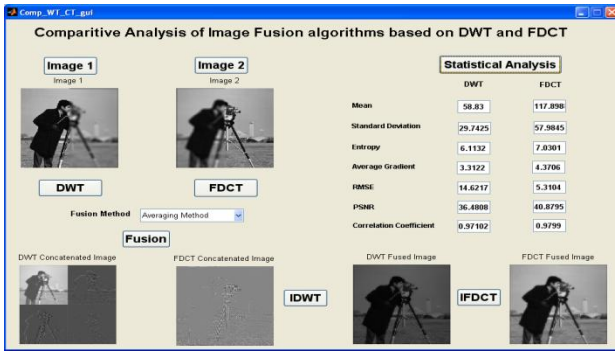 Comp_WT_CT_gui
Comparitive Analysis of Image Fusion algorithms based on DWT and FDCT
Image 1
Image 2
Image 1
Image 2
DWT
FDCT
Fusion Method
Averaging Method
Fusion
DWT Concatenated Image
FDCT Concatenated Image
IDWT
Statistical Analysis
DWT FDCT
Mean 58.83 117.898
Standard Deviation 29.7425 57.9845
Entropy 6.1132 7.0301
Average Gradient 3.3122 4.3706
RMSE 14.6217 5.3104
PSNR 36.4808 40.8795
Correlation Coefficient 0.97102 0.9799
DWT Fused Image
FDCT Fused Image
IFDCT